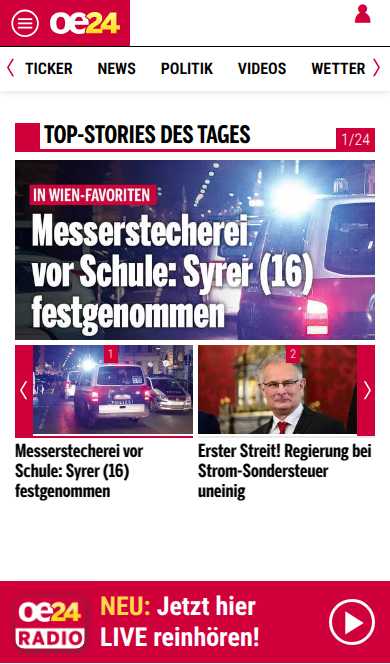 oe24
TICKER NEWS POLITIK VIDEOS WETTER
TOP-STORIES DES TAGES
1/24
IN WIEN-FAVORITEN
Messerstecherei
vor Schule: Syrer (16)
festgenommen
1
2
POLIZEI
Messerstecherei vor
Schule: Syrer (16)
festgenommen
Erster Streit! Regierung bei
Strom-Sondersteuer
uneinig
oe24
RADIO
NEU: Jetzt hier
LIVE reinhören!